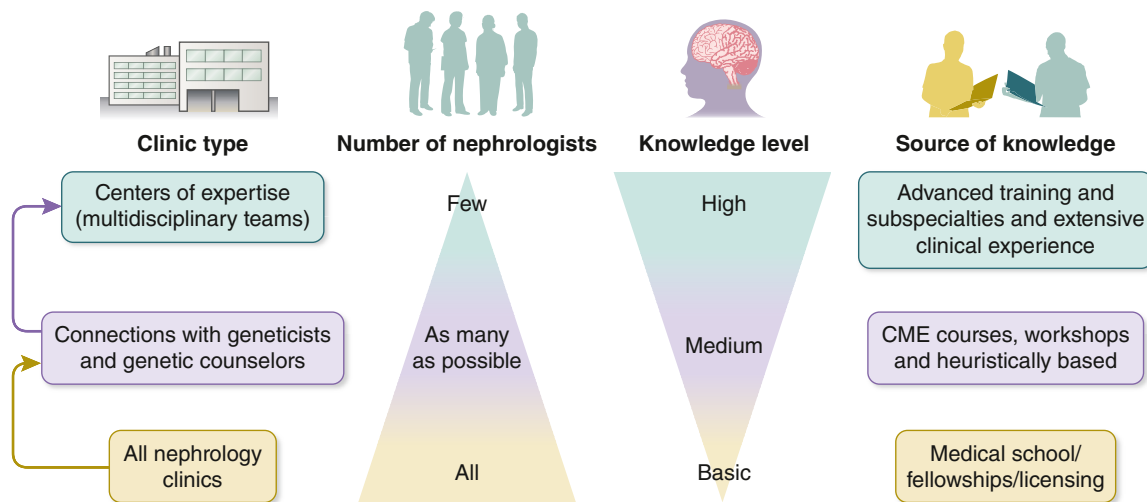 Clinic type
Number of nephrologists
Knowledge level
Source of knowledge
Centers of expertise
(multidisciplinary teams)
Few
High
Advanced training and
subspecialties and extensive
clinical experience
Connections with geneticists
and genetic counselors
As many
as possible
Medium
CME courses, workshops
and heuristically based
All nephrology
clinics
All
Basic
Medical school/
fellowships/licensing